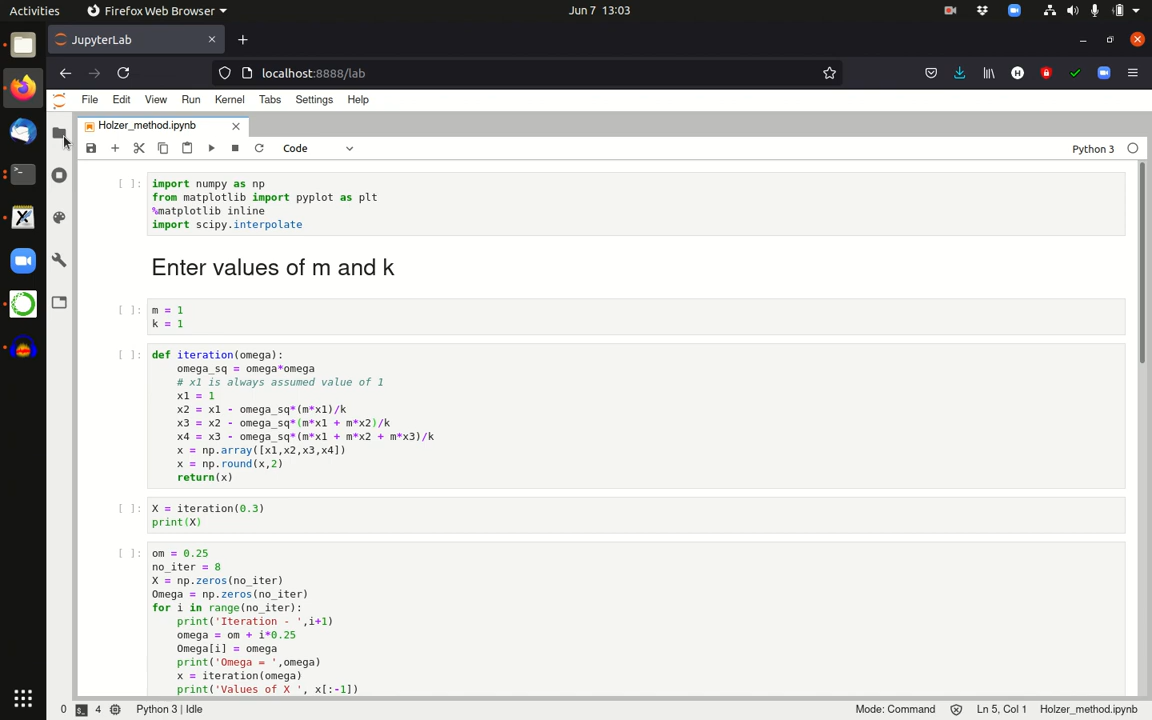 Activities Firefox Web Browser Jun 7 13:03
JupyterLab
localhost:8888/lab
File Edit View Run Kernel Tabs Settings Help
Holzer_method.ipynb
Code Python 3
[ ]: import numpy as np
from matplotlib import pyplot as plt
%matplotlib inline
import scipy.interpolate
Enter values of m and k
[ ]: m = 1
k = 1
[ ]: def iteration(omega):
omega_sq = omega*omega
# x1 is always assumed value of 1
x1 = 1
x2 = x1 - omega_sq*(m*x1)/k
x3 = x2 - omega_sq*(m*x1 + m*x2)/k
x4 = x3 - omega_sq*(m*x1 + m*x2 + m*x3)/k
x = np.array([x1,x2,x3,x4])
x = np.round(x,2)
return(x)
[ ]: X = iteration(0.3)
print(X)
[ ]: om = 0.25
no_iter = 8
X = np.zeros(no_iter)
Omega = np.zeros(no_iter)
for i in range(no_iter):
print('Iteration - ',i+1)
omega = om + i*0.25
Omega[i] = omega
print('Omega = ',omega)
x = iteration(omega)
print('Values of X ', x[:-1])
0 4 Python 3 | Idle Mode: Command Ln 5, Col 1 Holzer_method.ipynb